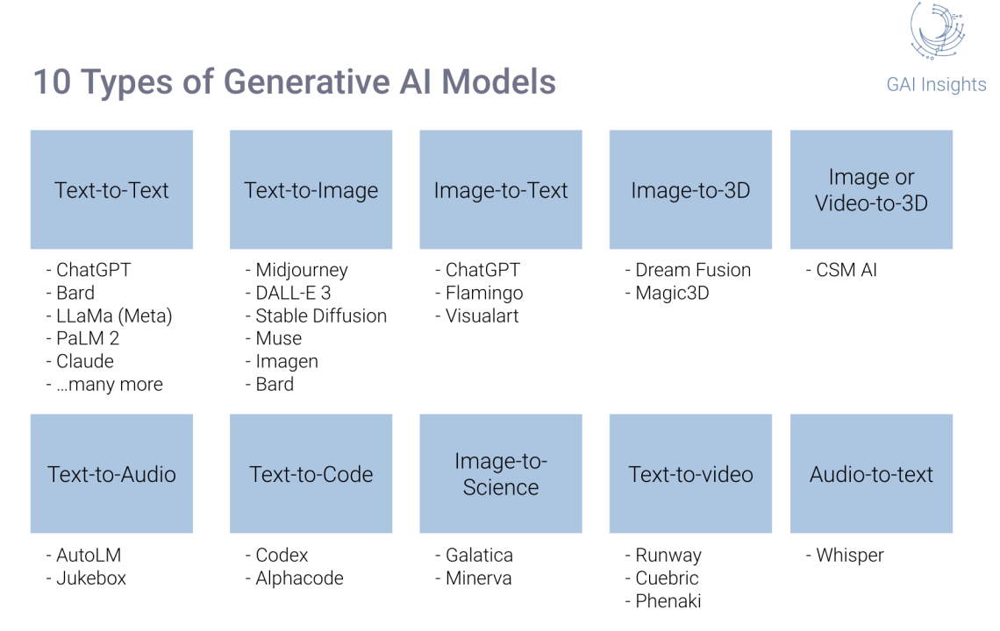 GAI Insights
10 Types of Generative AI Models
Text-to-Text
- ChatGPT
- Bard
- LLaMa (Meta)
- PaLM 2
- Claude
- ...many more
Text-to-Image
- Midjourney
- DALL-E 3
- Stable Diffusion
- Muse
- Imagen
- Bard
Image-to-Text
- ChatGPT
- Flamingo
- Visualart
Image-to-3D
- Dream Fusion
- Magic3D
Image or
Video-to-3D
- CSM AI
Text-to-Audio
- AutoLM
- Jukebox
Text-to-Code
- Codex
- Alphacode
Image-to-
Science
- Galatica
- Minerva
Text-to-video
- Runway
- Cuebric
- Phenaki
Audio-to-text
- Whisper